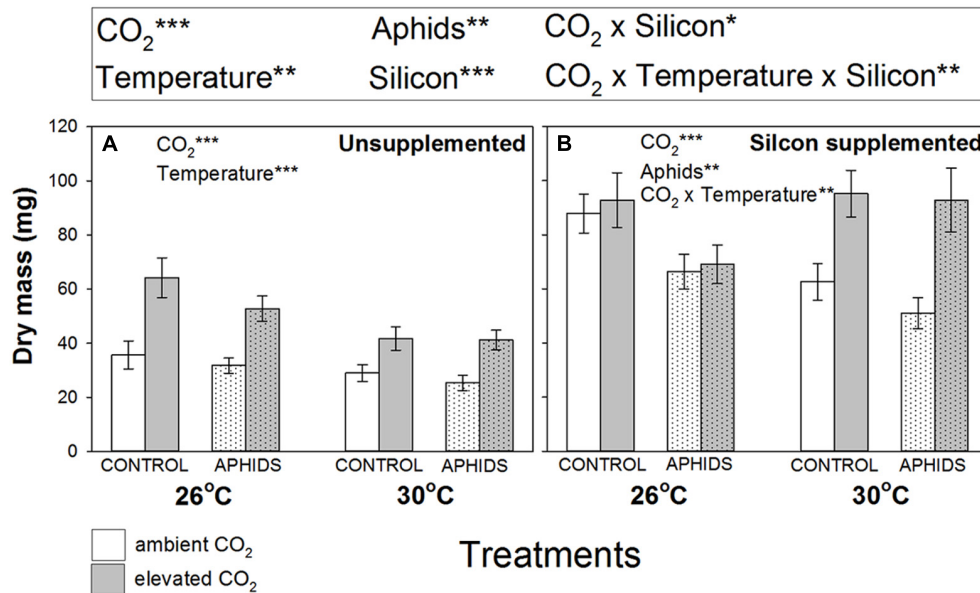 CO2*** Aphids** CO2 x Silicon*
Temperature** Silicon*** CO2 x Temperature x Silicon**
A CO2*** Unsupplemented
Temperature***
B CO2*** Silcon supplemented
Aphids**
CO2 x Temperature**
Dry mass (mg)
120
100
80
60
40
20
0
CONTROL APHIDS CONTROL APHIDS CONTROL APHIDS CONTROL APHIDS
26°C 30°C 26°C 30°C
ambient CO2
elevated CO2
Treatments